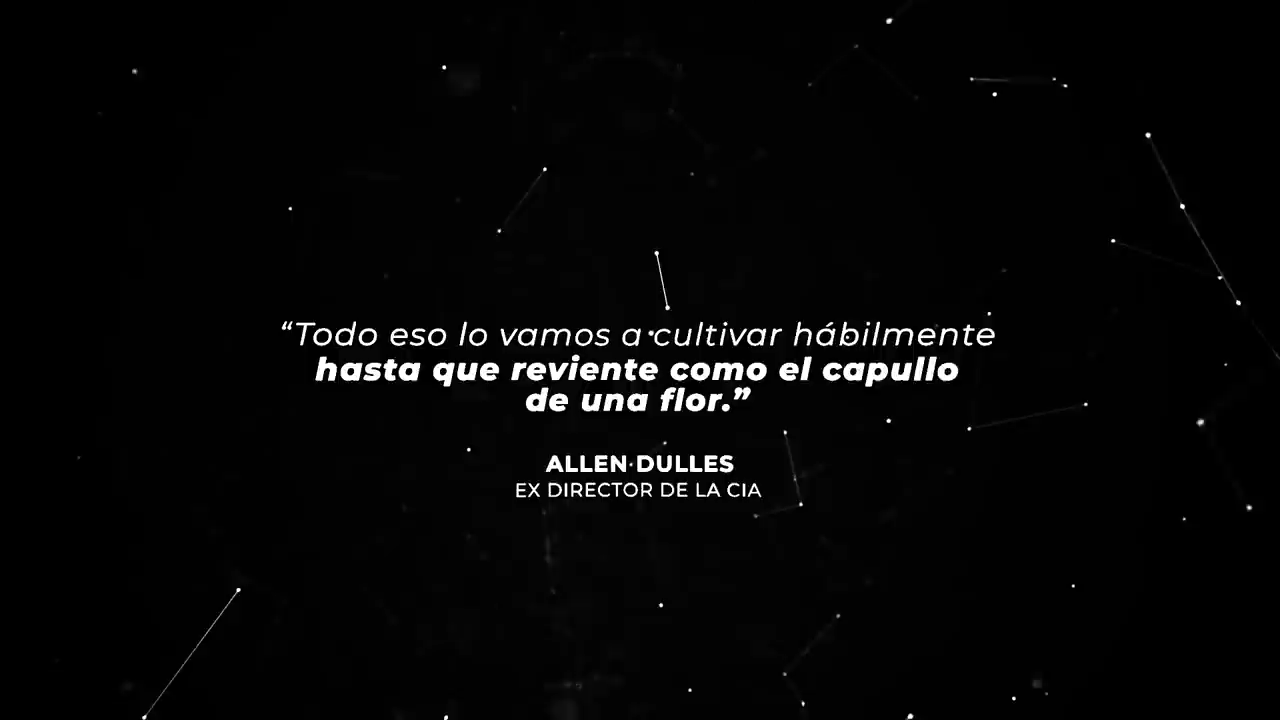 “Todo eso lo vamos a cultivar hábilmente
hasta que reviente como el capullo
de una flor.”
ALLEN DULLES
EX DIRECTOR DE LA CIA